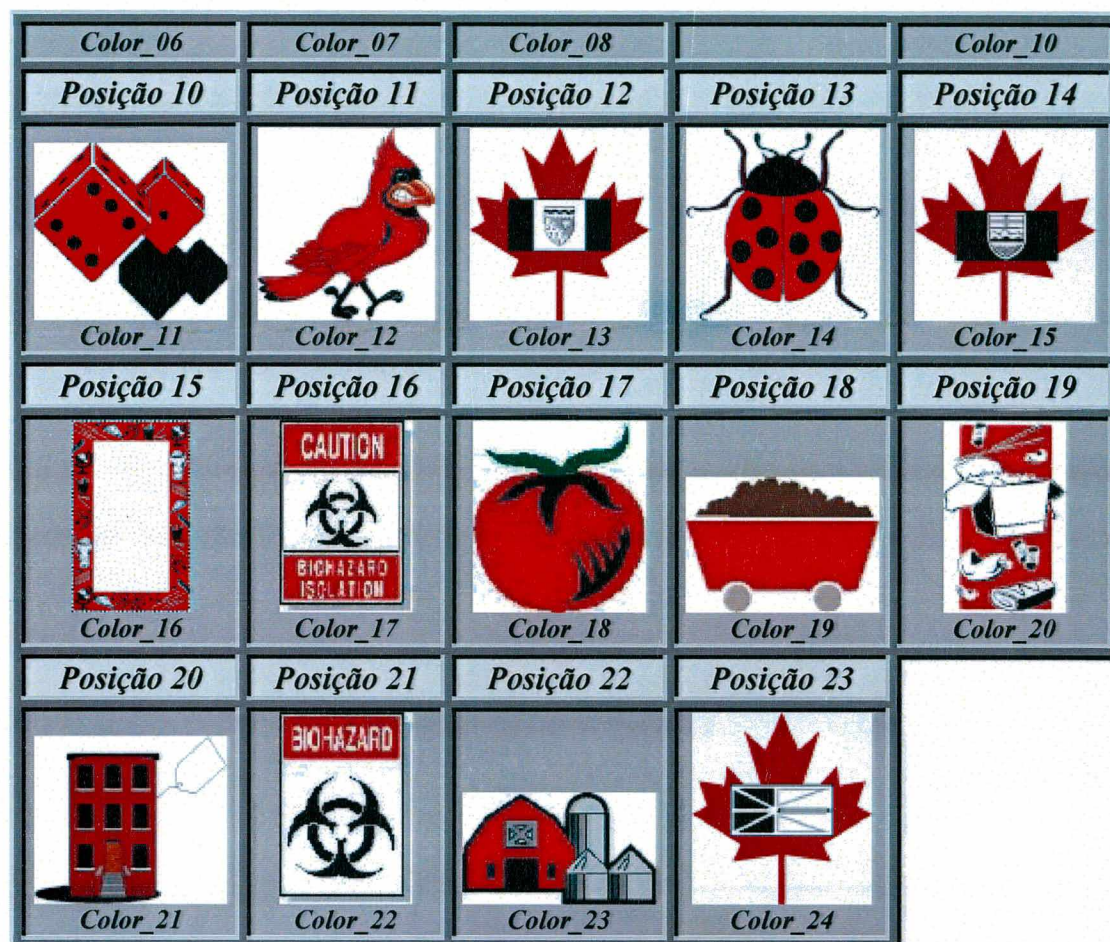 Color_06 Color_07 Color_08 Color_10
Posição 10 Posição 11 Posição 12 Posição 13 Posição 14
Color_11 Color_12 Color_13 Color_14 Color_15
Posição 15 Posição 16 Posição 17 Posição 18 Posição 19
CAUTION
BIOHAZARD
ISOLATION
Color_16 Color_17 Color_18 Color_19 Color_20
Posição 20 Posição 21 Posição 22 Posição 23
BIOHAZARD
Color_21 Color_22 Color_23 Color_24